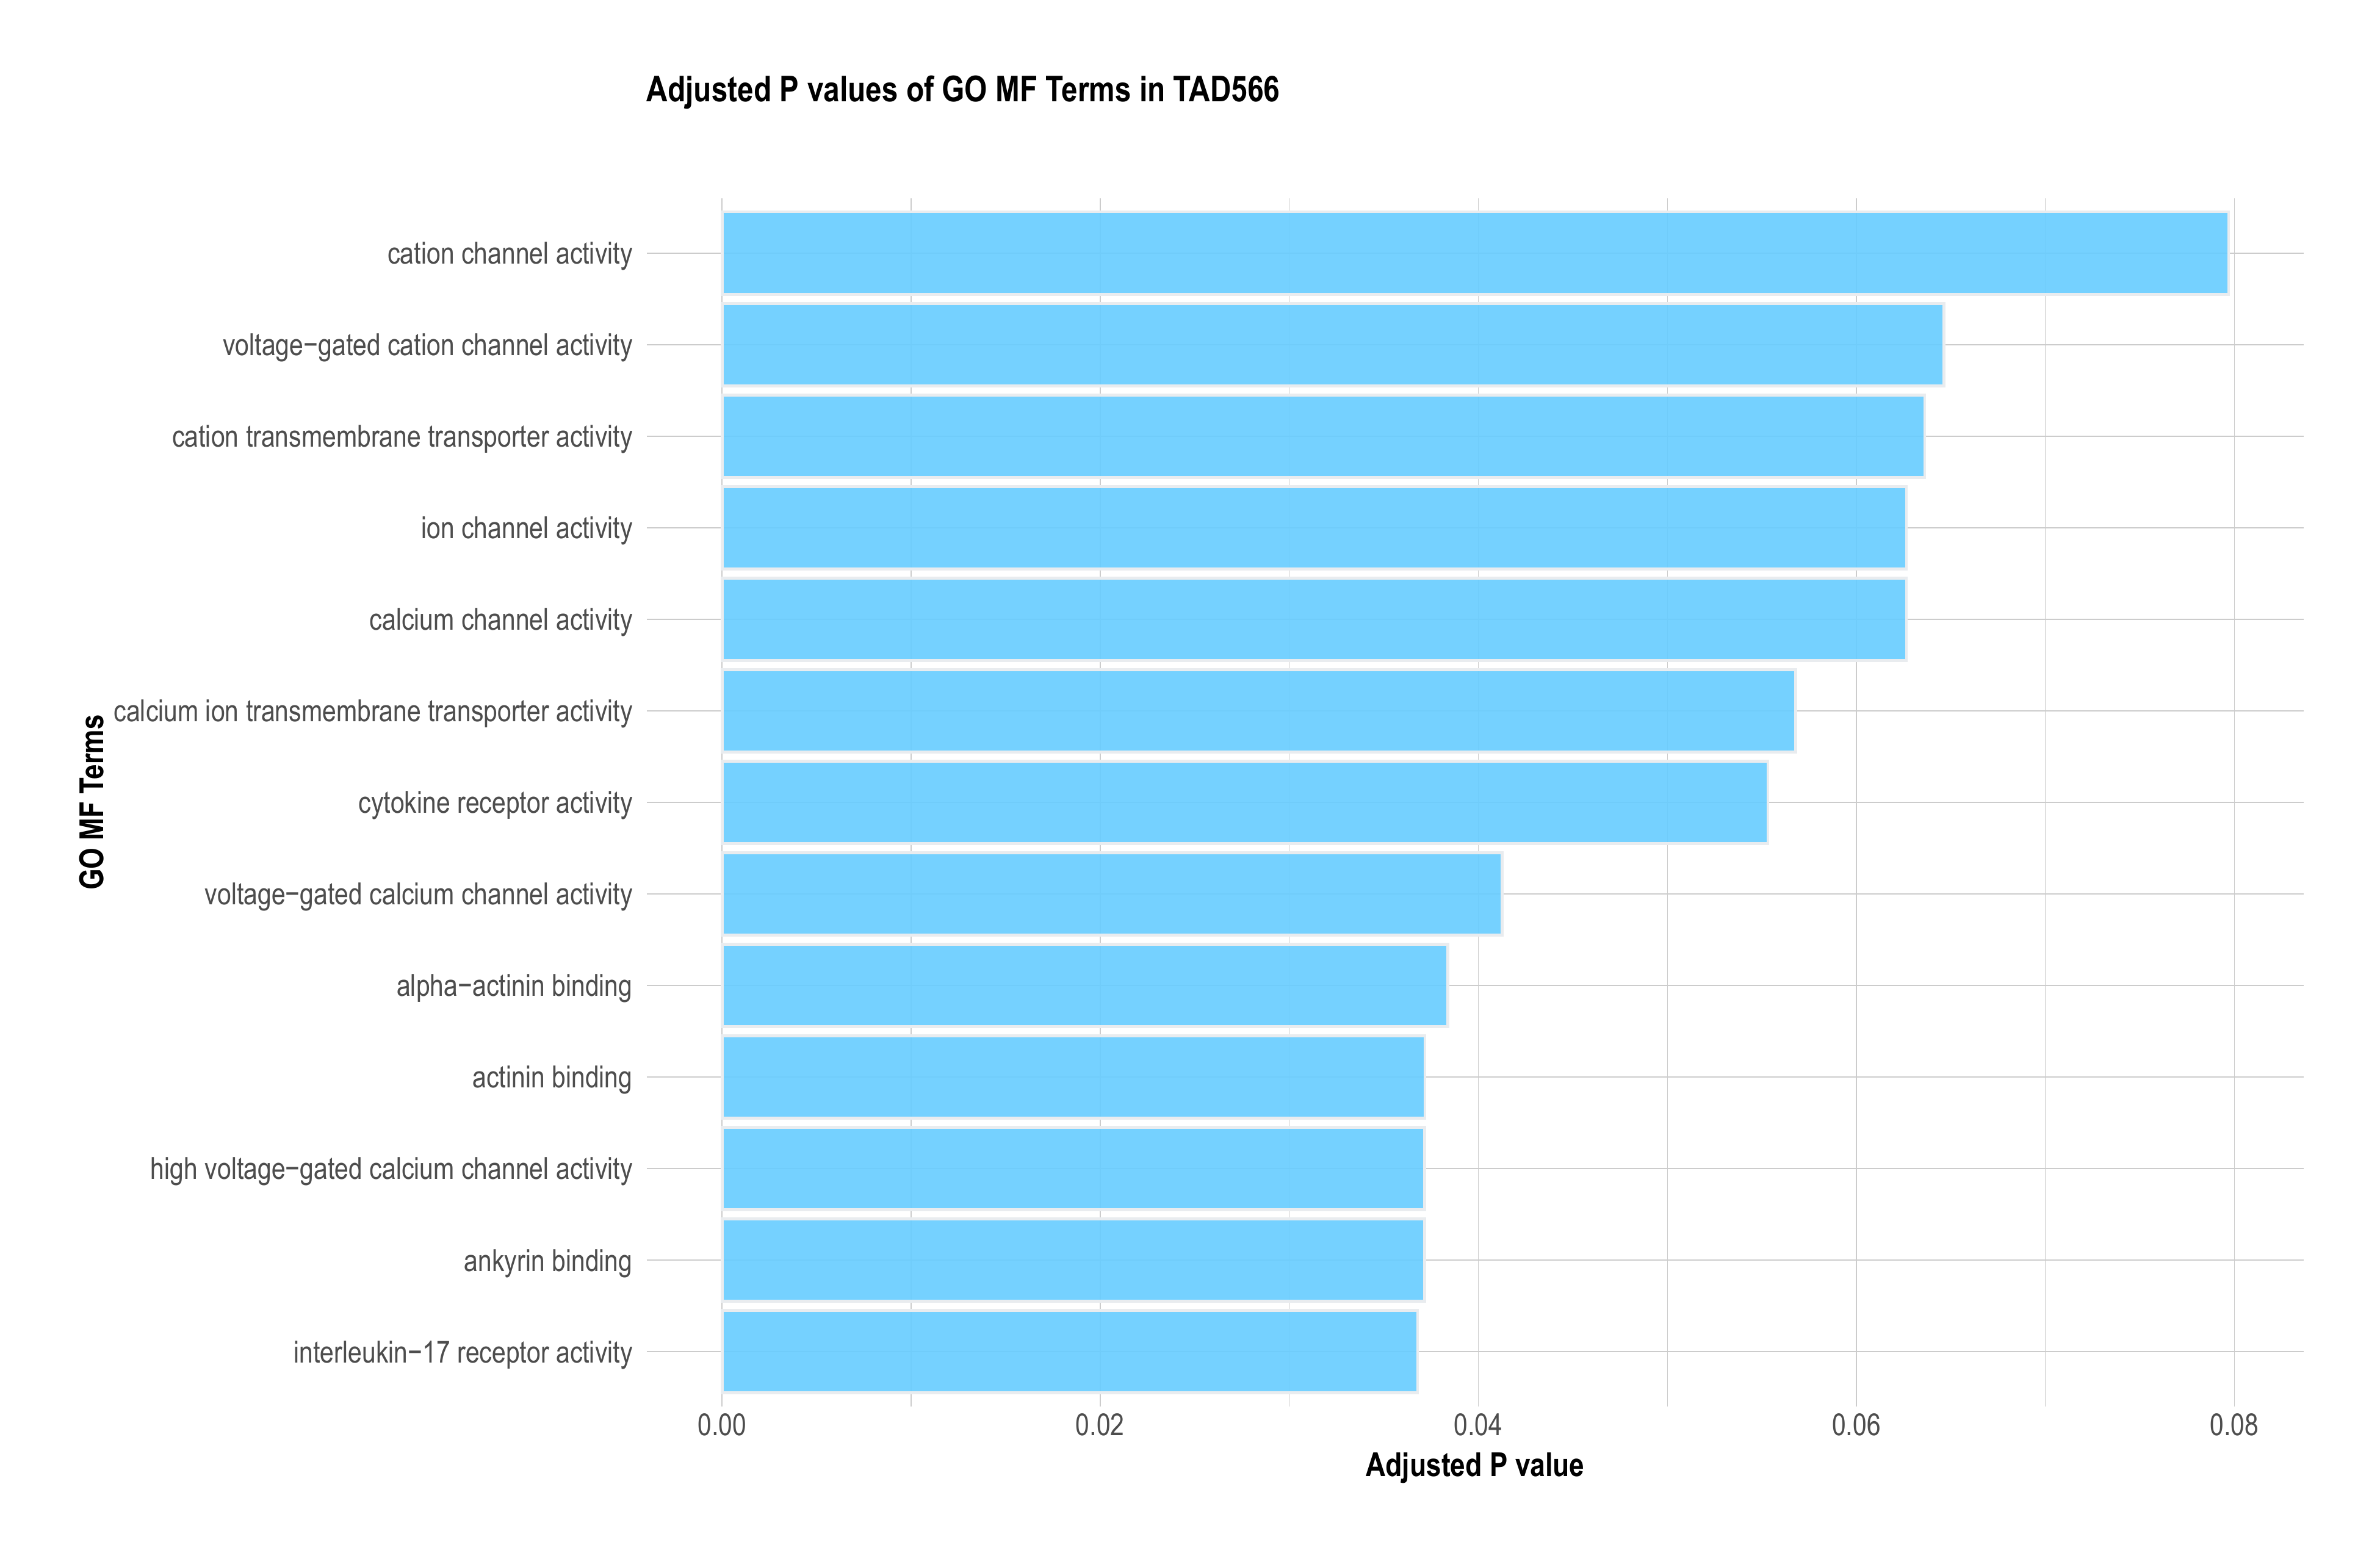 Adjusted P values of GO MF Terms in TAD566
cation channel activity
voltage−gated cation channel activity
cation transmembrane transporter activity
ion channel activity
calcium channel activity
calcium ion transmembrane transporter activity
cytokine receptor activity
voltage−gated calcium channel activity
alpha−actinin binding
actinin binding
high voltage−gated calcium channel activity
ankyrin binding
interleukin−17 receptor activity
GO MF Terms
0.00 0.02 0.04 0.06 0.08
Adjusted P value